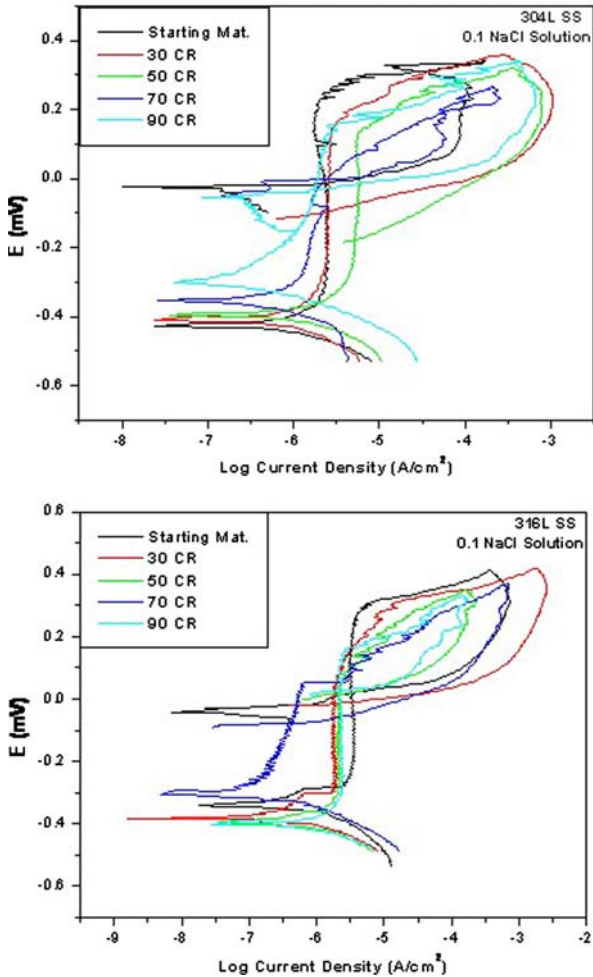 304L SS
0.1 NaCl Solution
Starting Mat.
30 CR
50 CR
70 CR
90 CR
E (mV)
0.4
0.2
0.0
-0.2
-0.4
-0.6
-8 -7 -6 -5 -4 -3 -2
Log Current Density (A/cm²)
316L SS
0.1 NaCl Solution
Starting Mat.
30 CR
50 CR
70 CR
90 CR
E (mV)
0.6
0.4
0.2
0.0
-0.2
-0.4
-0.6
-9 -8 -7 -6 -5 -4 -3 -2
Log Current Density (A/cm²)